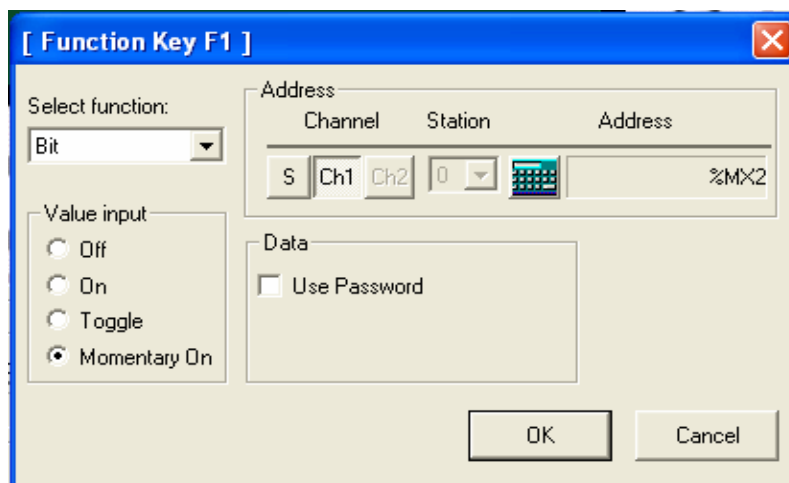 [ Function Key F1 ]
Select function:
Bit
Address
Channel Station Address
S Ch1 Ch2 0 %MX2
Value input
Off
On
Toggle
Momentary On
Data
Use Password
OK Cancel